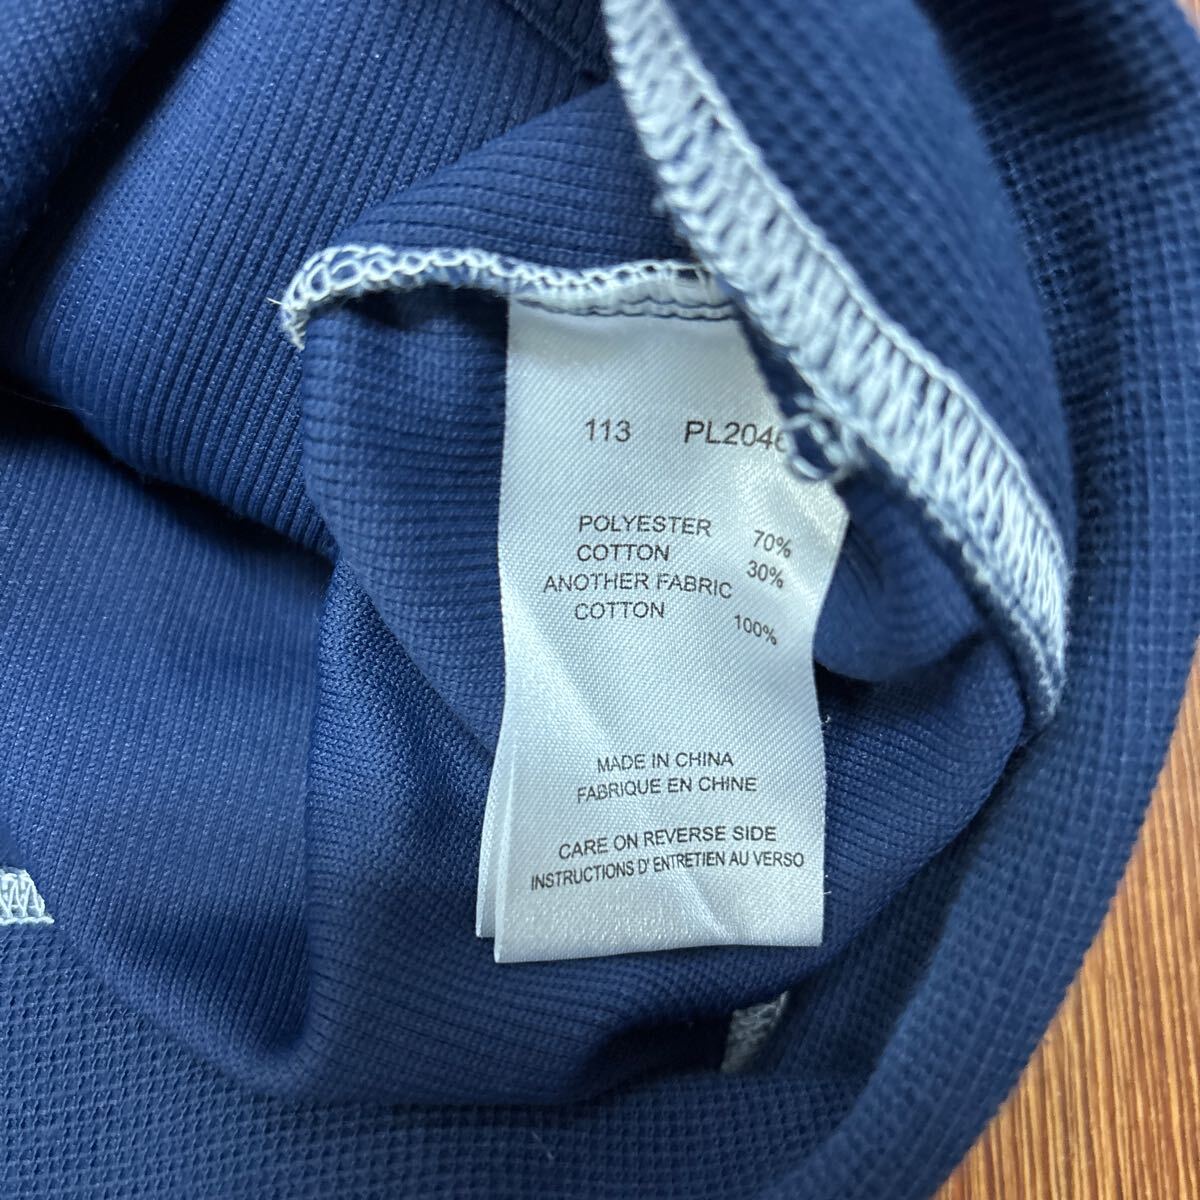 113
POLYESTER 70%
COTTON 30%
ANOTHER FABRIC
COTTON 100%
MADE IN CHINA
FABRIQUE EN CHINE
CARE ON REVERSE SIDE
INSTRUCTIONS D' ENTRETIEN AU VERSO